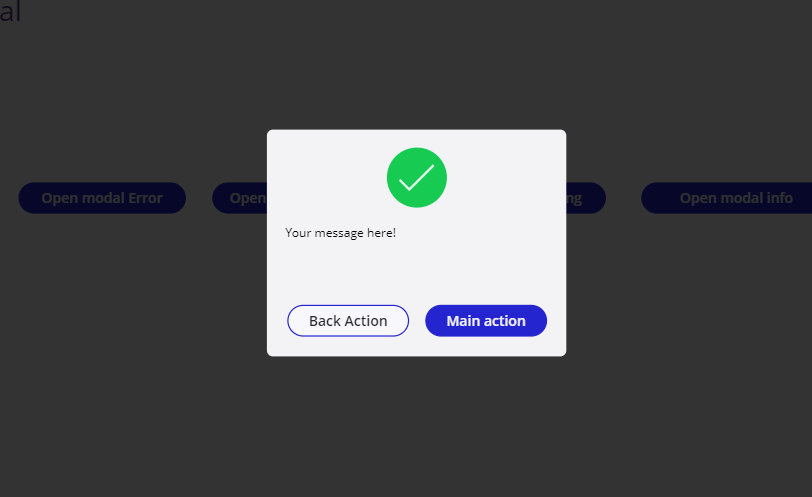 al
Open modal Error
Open
ng
Open modal info
Your message here!
Back Action
Main action